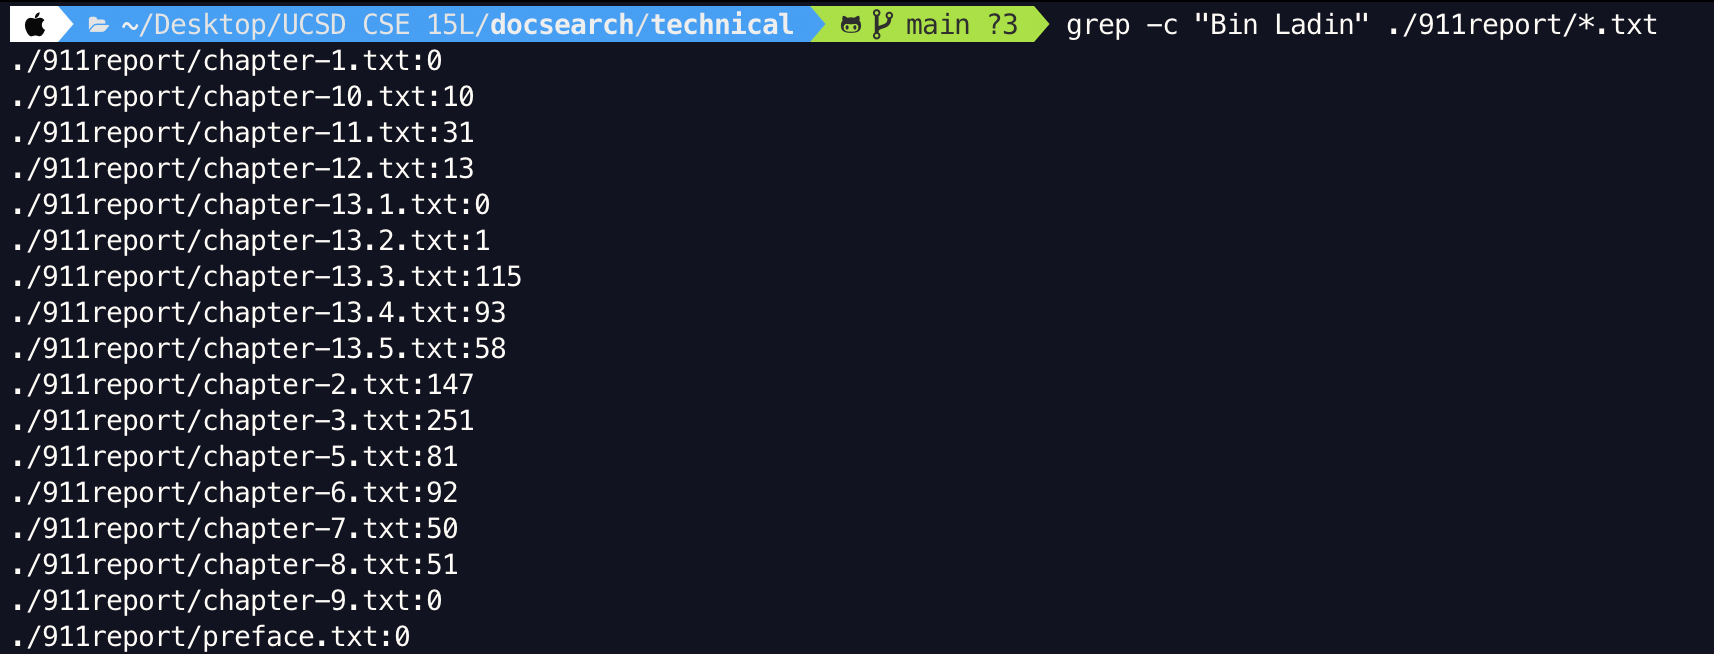 ~/Desktop/UCSD CSE 15L/docsearch/technical main ?3 grep -c "Bin Ladin" ./911report/*.txt
./911report/chapter-1.txt:0
./911report/chapter-10.txt:10
./911report/chapter-11.txt:31
./911report/chapter-12.txt:13
./911report/chapter-13.1.txt:0
./911report/chapter-13.2.txt:1
./911report/chapter-13.3.txt:115
./911report/chapter-13.4.txt:93
./911report/chapter-13.5.txt:58
./911report/chapter-2.txt:147
./911report/chapter-3.txt:251
./911report/chapter-5.txt:81
./911report/chapter-6.txt:92
./911report/chapter-7.txt:50
./911report/chapter-8.txt:51
./911report/chapter-9.txt:0
./911report/preface.txt:0